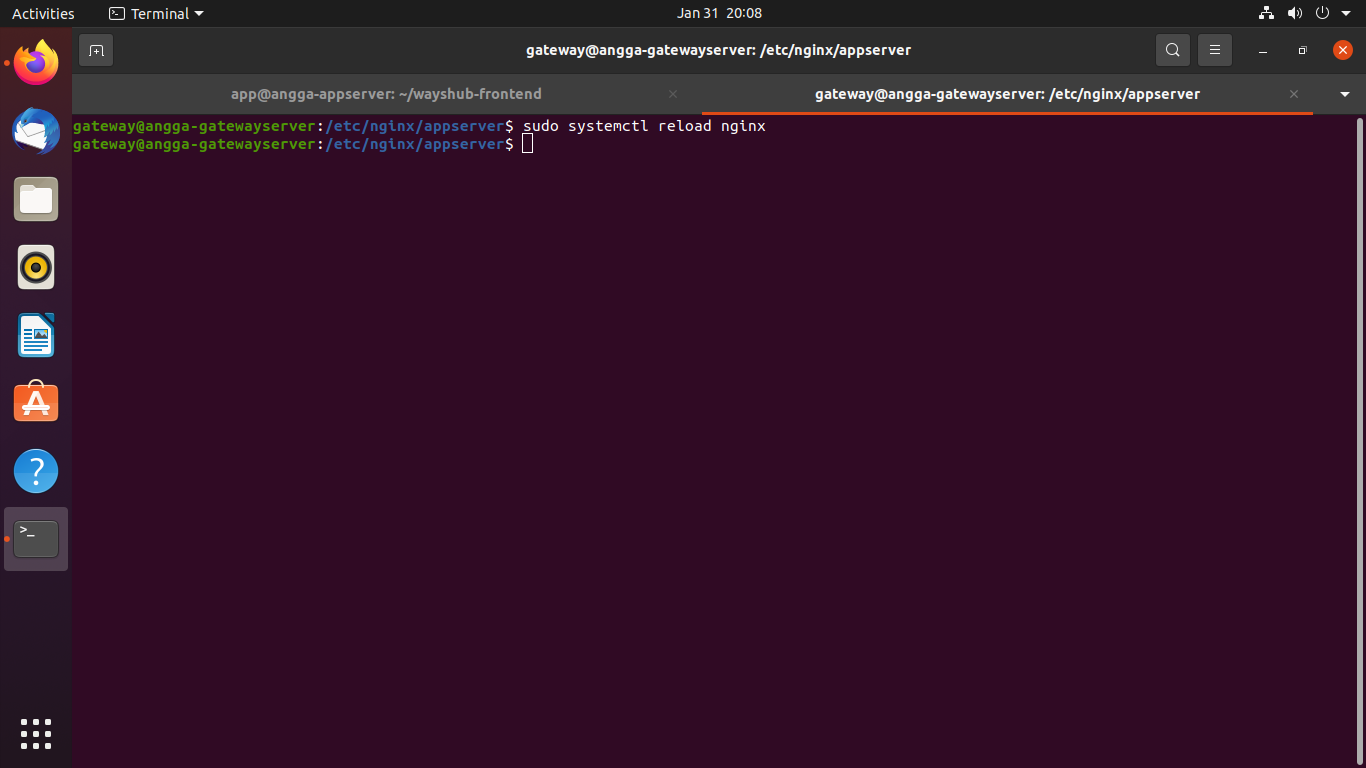 Activities
Terminal
Jan 31 20:08
gateway@angga-gatewayserver: /etc/nginx/appserver
app@angga-appserver: ~/wayshub-frontend
gateway@angga-gatewayserver: /etc/nginx/appserver
gateway@angga-gatewayserver:/etc/nginx/appserver$ sudo systemctl reload nginx
gateway@angga-gatewayserver:/etc/nginx/appserver$